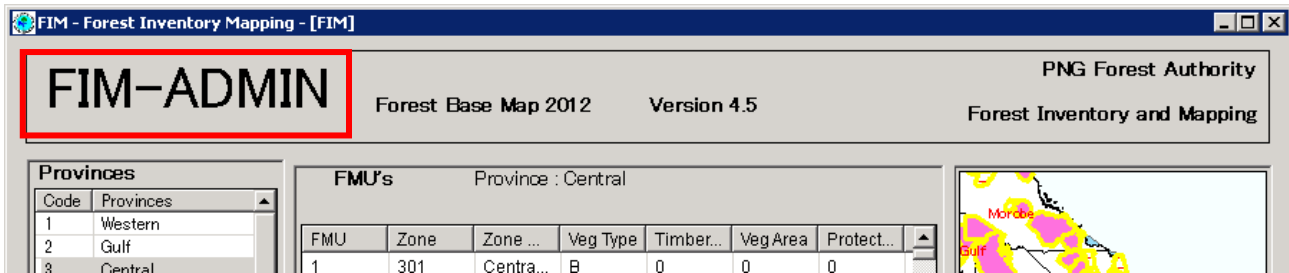 FIM - Forest Inventory Mapping - [FIM]
FIM-ADMIN
Forest Base Map 2012 Version 4.5
PNG Forest Authority
Forest Inventory and Mapping
Provinces
Code Provinces
1 Western
2 Gulf
3 Central
FMU's Province : Central
FMU Zone Zone ... Veg Type Timber... Veg Area Protect...
1 301 Centra... B 0 0 0
Morobe
Gulf